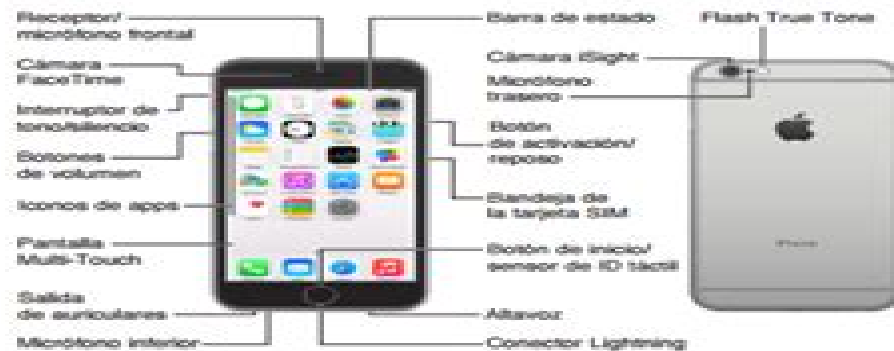 Receptor/
micrófono frontal
Cámara
FaceTime
Interruptor de
tono/silencio
Botones
de volumen
Iconos de apps
Pantalla
Multi-Touch
Salida
de auriculares
Micrófono inferior
Barra de estado
Botón
de activación/
reposo
Bandeja de
la tarjeta SIM
Botón de inicio/
sensor de ID táctil
Altavoz
Conector Lightning
Flash True Tone
Cámara iSight
Micrófono
trasero
iPhone